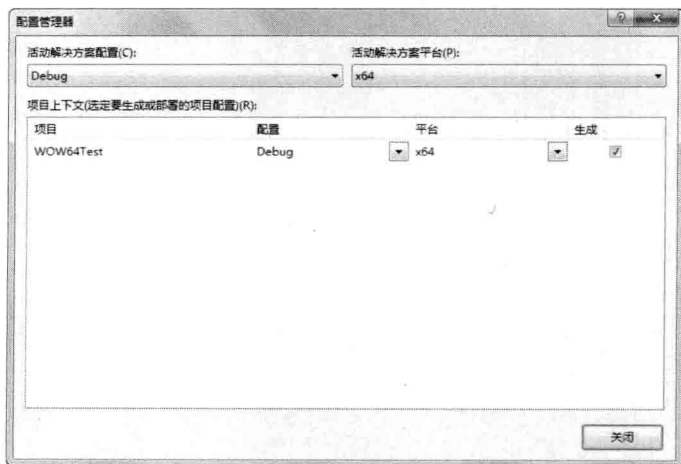 配置管理器
活动解决方案配置(C):
活动解决方案平台(P):
Debug
x64
项目上下文(选定要生成或部署的项目配置)(R):
项目 配置 平台 生成
WOW64Test Debug x64
关闭